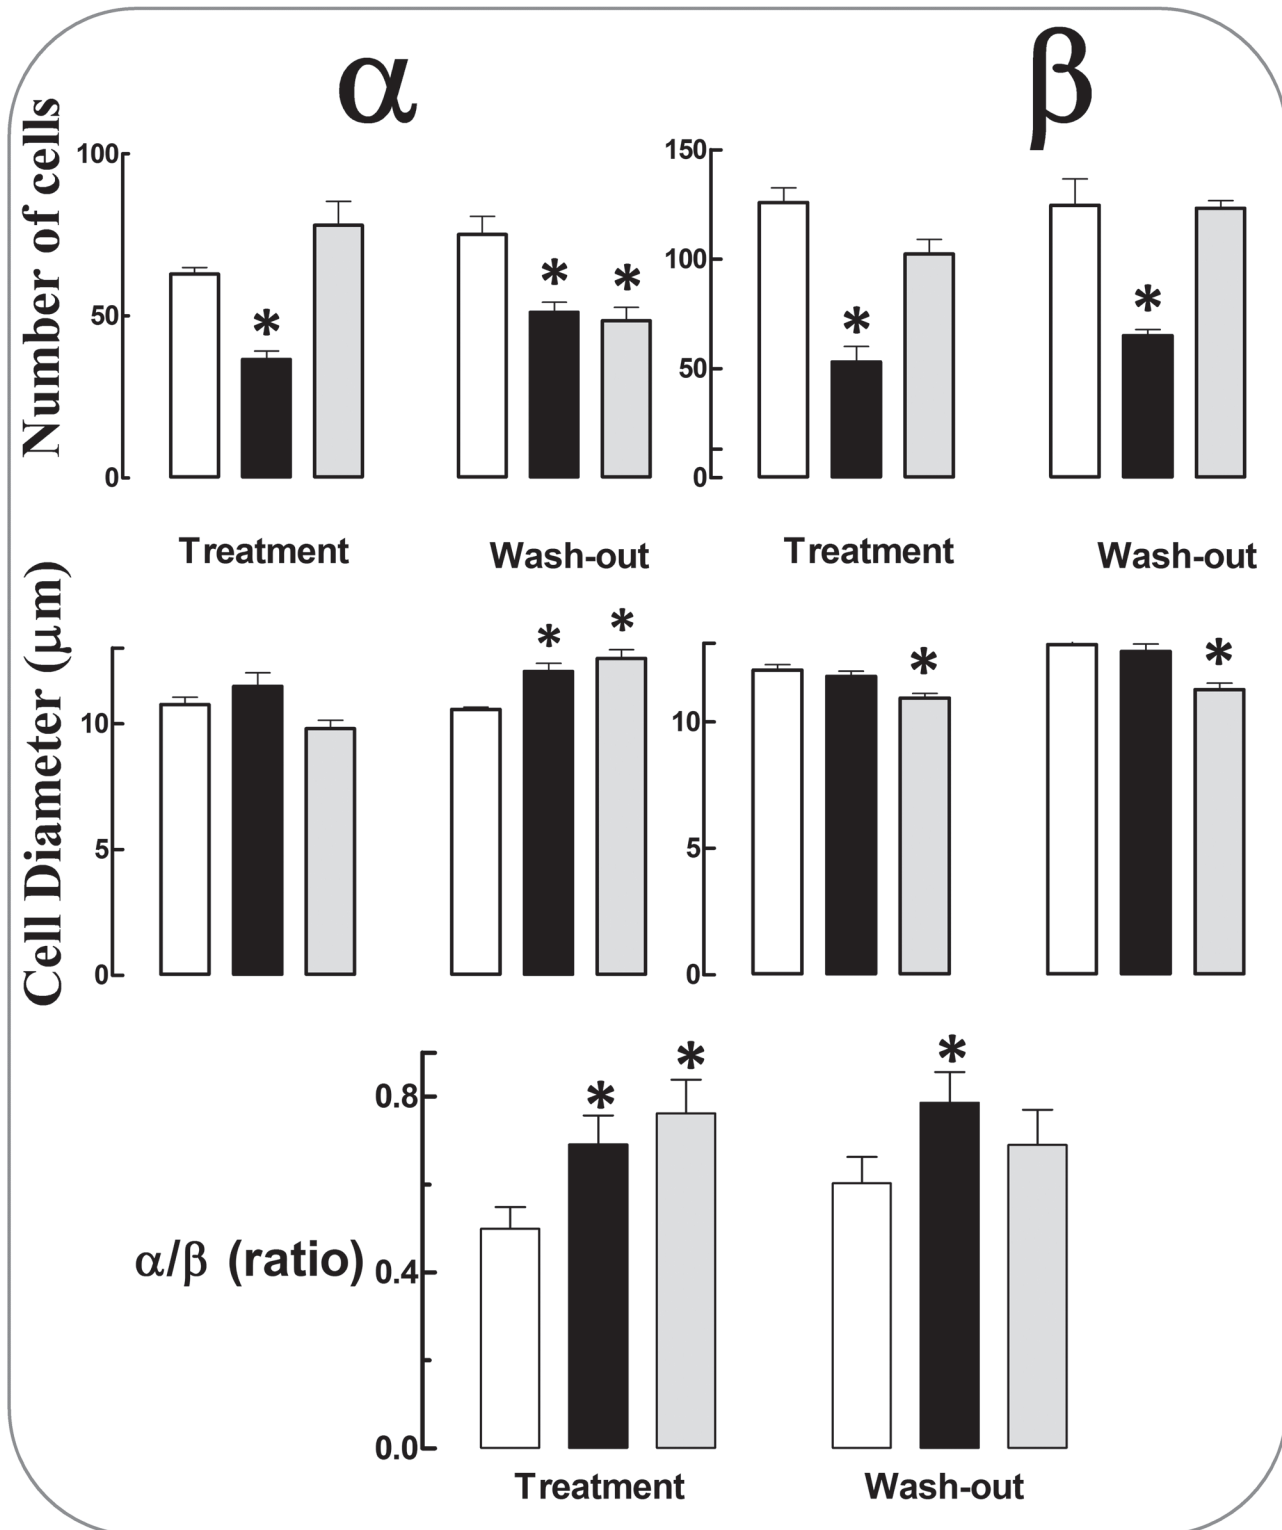 α
β
Number of cells
100
50
0
*
*
*
150
100
50
0
*
*
Treatment
Wash-out
Treatment
Wash-out
Cell Diameter (μm)
10
5
0
*
*
10
5
0
*
*
α/β (ratio)
0.8
0.4
0.0
*
*
*
Treatment
Wash-out